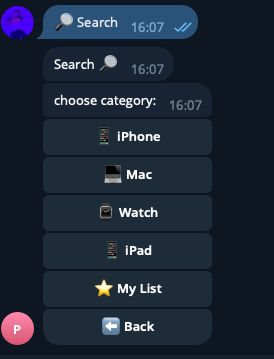 🔎 Search 16:07
Search 🔎 16:07
choose category: 16:07
📱 iPhone
💻 Mac
⌚ Watch
📱 iPad
⭐ My List
⬅️ Back
P